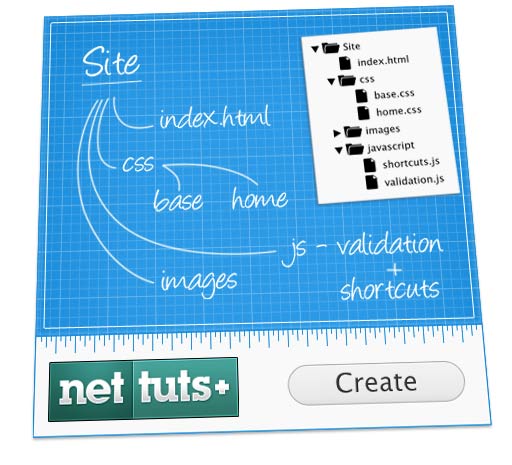 Site
index.html
css
base home
js - validation
+
shortcuts
images
Site
index.html
css
base.css
home.css
images
javascript
shortcuts.js
validation.js
net tuts+
Create